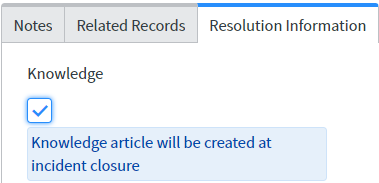 Notes Related Records Resolution Information
Knowledge
Knowledge article will be created at
incident closure